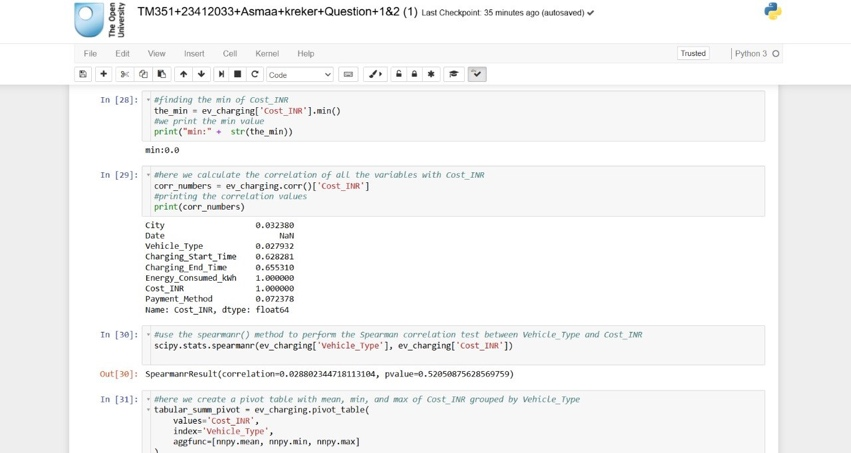 The Open
University
TM351+23412033+Asmaa+kreker+Question+1&2 (1) Last Checkpoint: 35 minutes ago (autosaved)
File Edit View Insert Cell Kernel Help
Trusted
Python 3
Code
In [28]:
#finding the min of Cost_INR
the_min = ev_charging['Cost_INR'].min()
#we print the min value
print("min:" + str(the_min))
min:0.0
In [29]:
#here we calculate the correlation of all the variables with Cost_INR
corr_numbers = ev_charging.corr()['Cost_INR']
#printing the correlation values
print(corr_numbers)
City 0.032380
Date NaN
Vehicle_Type 0.027932
Charging_Start_Time 0.628281
Charging_End_Time 0.655310
Energy_Consumed_kWh 1.000000
Cost_INR 1.000000
Payment_Method 0.072378
Name: Cost_INR, dtype: float64
In [30]:
#use the spearmanr() method to perform the Spearman correlation test between Vehicle_Type and Cost_INR
scipy.stats.spearmanr(ev_charging['Vehicle_Type'], ev_charging['Cost_INR'])
Out[30]: SpearmanrResult(correlation=0.028802344718113104, pvalue=0.52050875628569759)
In [31]:
#here we create a pivot table with mean, min, and max of Cost_INR grouped by Vehicle_Type
tabular_summ_pivot = ev_charging.pivot_table(
values='Cost_INR',
index='Vehicle_Type',
aggfunc=[nnpy.mean, nnpy.min, nnpy.max]
)